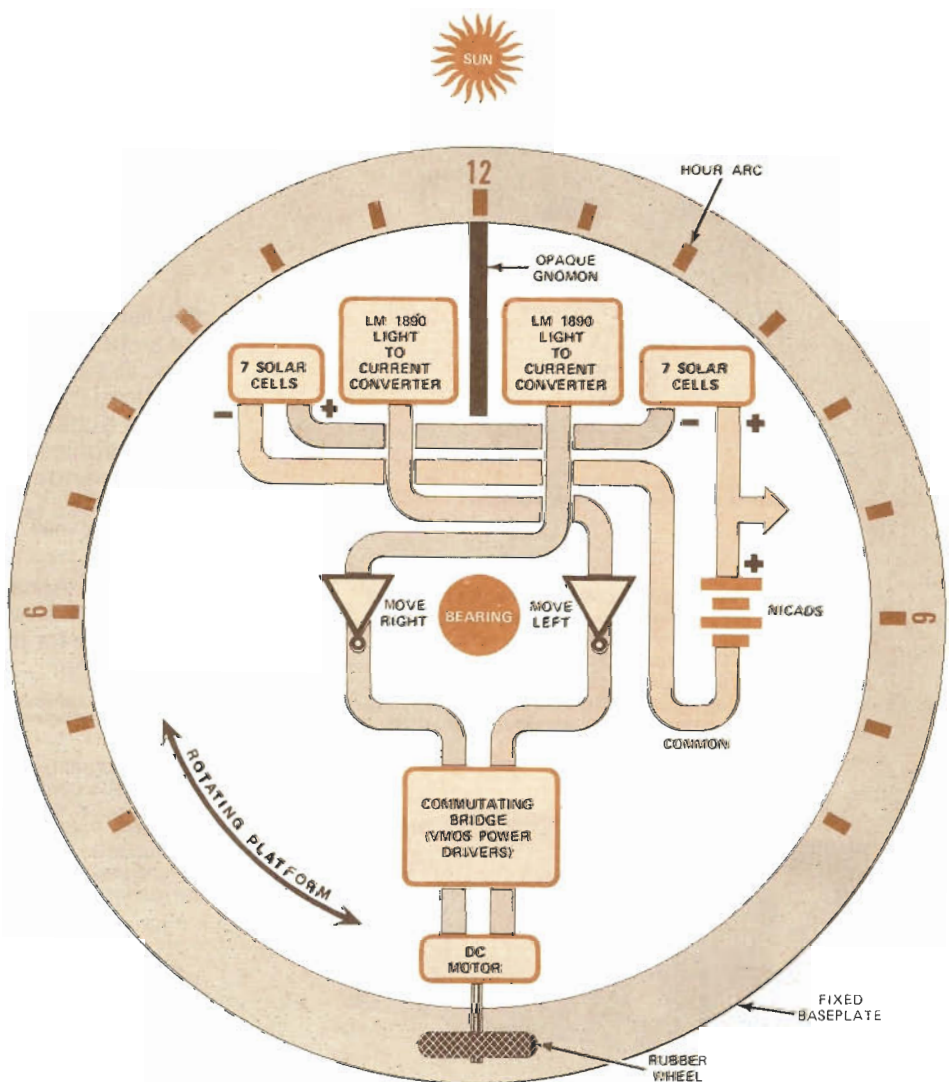 SUN
12
HOUR ARC
OPAQUE
GNOMON
LM 1890
LIGHT
TO
CURRENT
CONVERTER
LM 1890
LIGHT
TO
CURRENT
CONVERTER
7 SOLAR
CELLS
7 SOLAR
CELLS
-
+
-
+
+
MOVE
RIGHT
BEARING
MOVE
LEFT
NICADS
9
6
COMMON
COMMUTATING
BRIDGE
(VMOS POWER
DRIVERS)
ROTATING PLATFORM
DC
MOTOR
FIXED
BASEPLATE
RUBBER
WHEEL